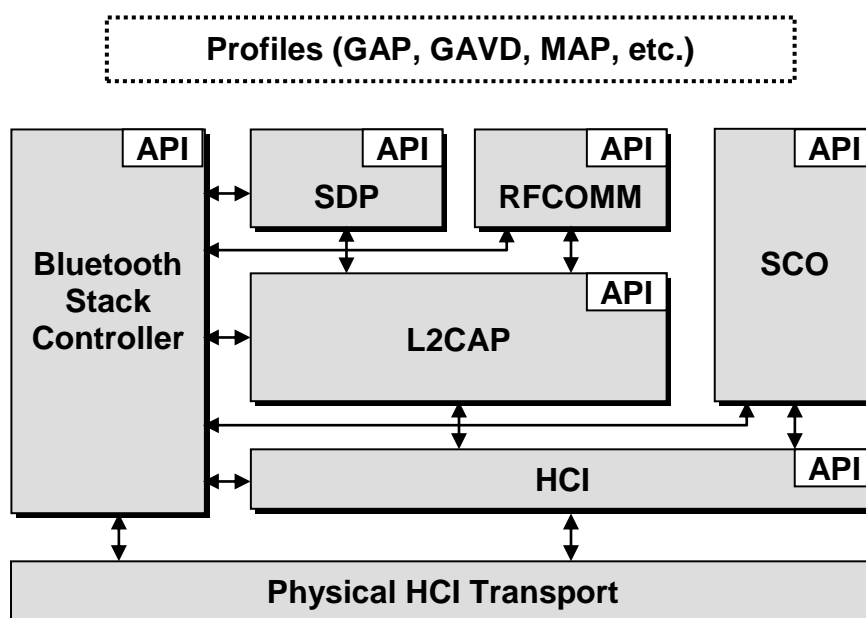 Profiles (GAP, GAVD, MAP, etc.)
API
API
API
API
SDP
RFCOMM
Bluetooth
Stack
Controller
SCO
API
L2CAP
API
HCI
Physical HCI Transport